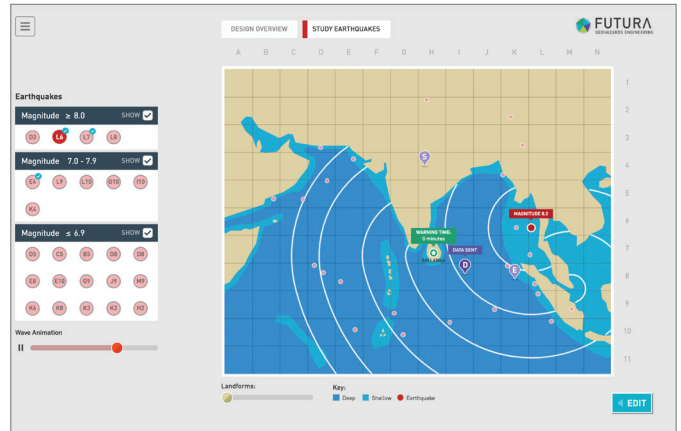 DESIGN OVERVIEW
STUDY EARTHQUAKES
FUTURA
GEOHAZARDS ENGINEERING
A B C D E F G H I J K L M N
Earthquakes
Magnitude ≥ 8.0 SHOW
D3 L6 L7 L8
Magnitude 7.0 - 7.9 SHOW
E4 L9 L10 G10 I10
K4
Magnitude ≤ 6.9 SHOW
D5 C5 B5 D8 D8
E8 E10 G9 J9 M9
K6 K8 K3 K2 H2
Wave Animation
1
2
3
4
5
6
7
8
9
10
11
S
MAGNITUDE 8.2
WARNING TIME:
0 minutes
SRI LANKA
DATA SENT
D
E
Landforms:
Key:
Deep Shallow Earthquake
EDIT